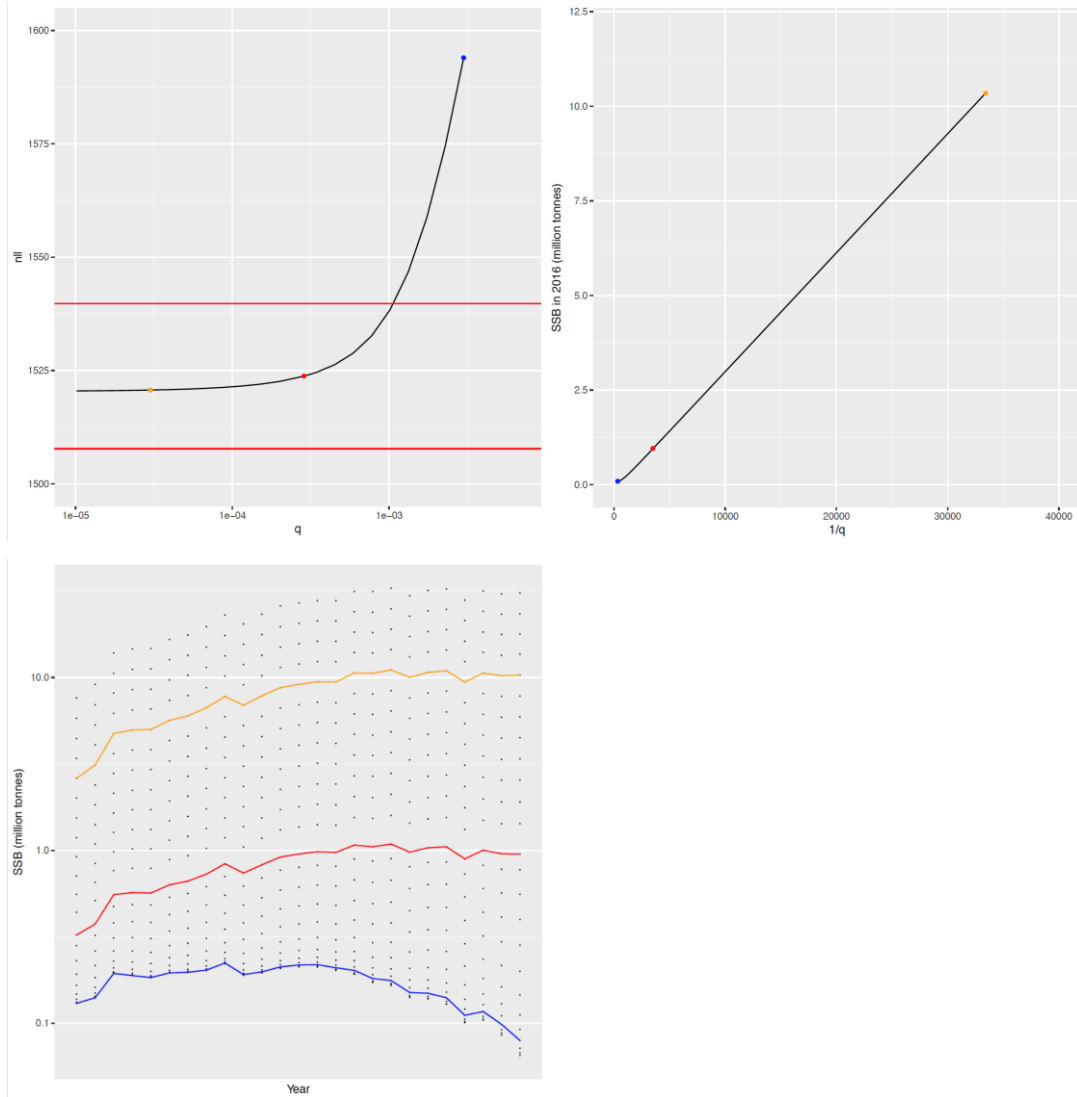 1600
1575
1550
1525
1500
nll
1e−05
1e−04
1e−03
q
12.5
10.0
7.5
5.0
2.5
0.0
SSB in 2016 (million tonnes)
0
10000
20000
30000
40000
1/q
10.0
1.0
0.1
SSB (million tonnes)
Year